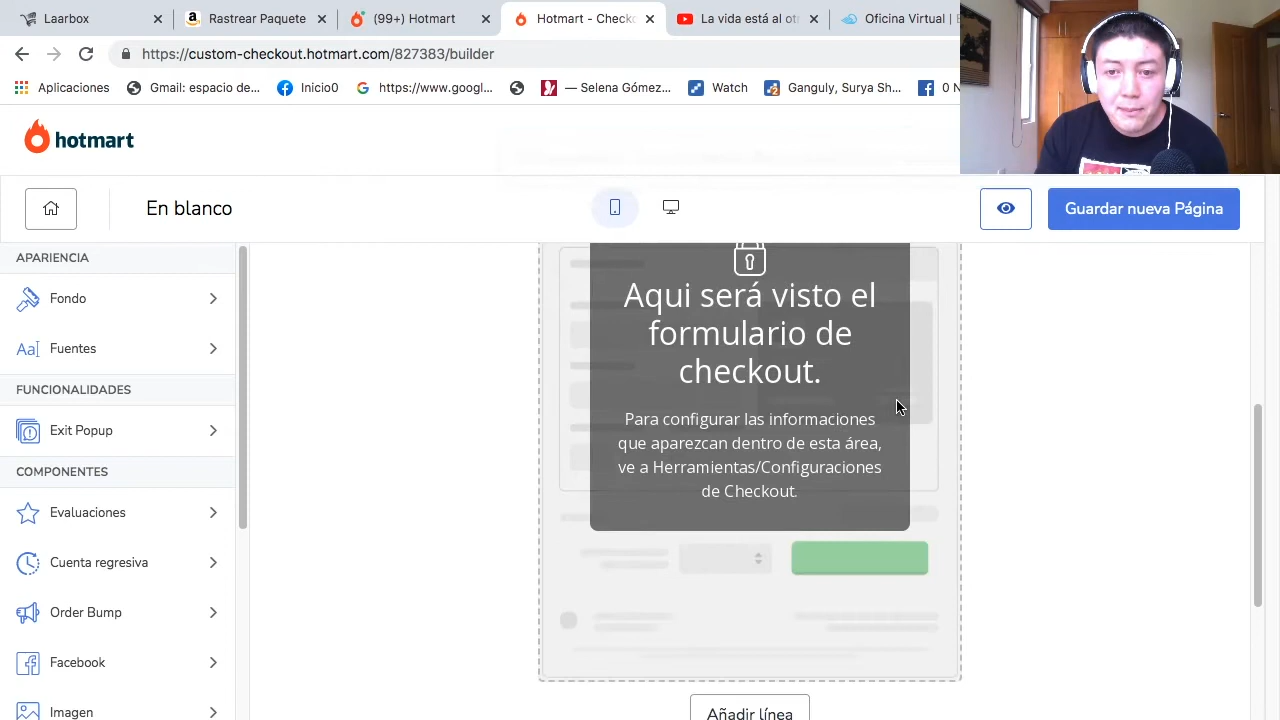 Laarbox
Rastrear Paquete
(99+) Hotmart
Hotmart - Check
La vida está al ot
Oficina Virtual |
https://custom-checkout.hotmart.com/827383/builder
Aplicaciones
Gmail: espacio de...
Inicio0
https://www.googl...
— Selena Gómez...
Watch
Ganguly, Surya Sh...
0 N
hotmart
En blanco
Guardar nueva Página
APARIENCIA
Fondo
Aa Fuentes
FUNCIONALIDADES
Exit Popup
COMPONENTES
Evaluaciones
Cuenta regresiva
Order Bump
Facebook
Imagen
Aqui será visto el
formulario de
checkout.
Para configurar las informaciones
que aparezcan dentro de esta área,
ve a Herramientas/Configuraciones
de Checkout.
Añadir línea